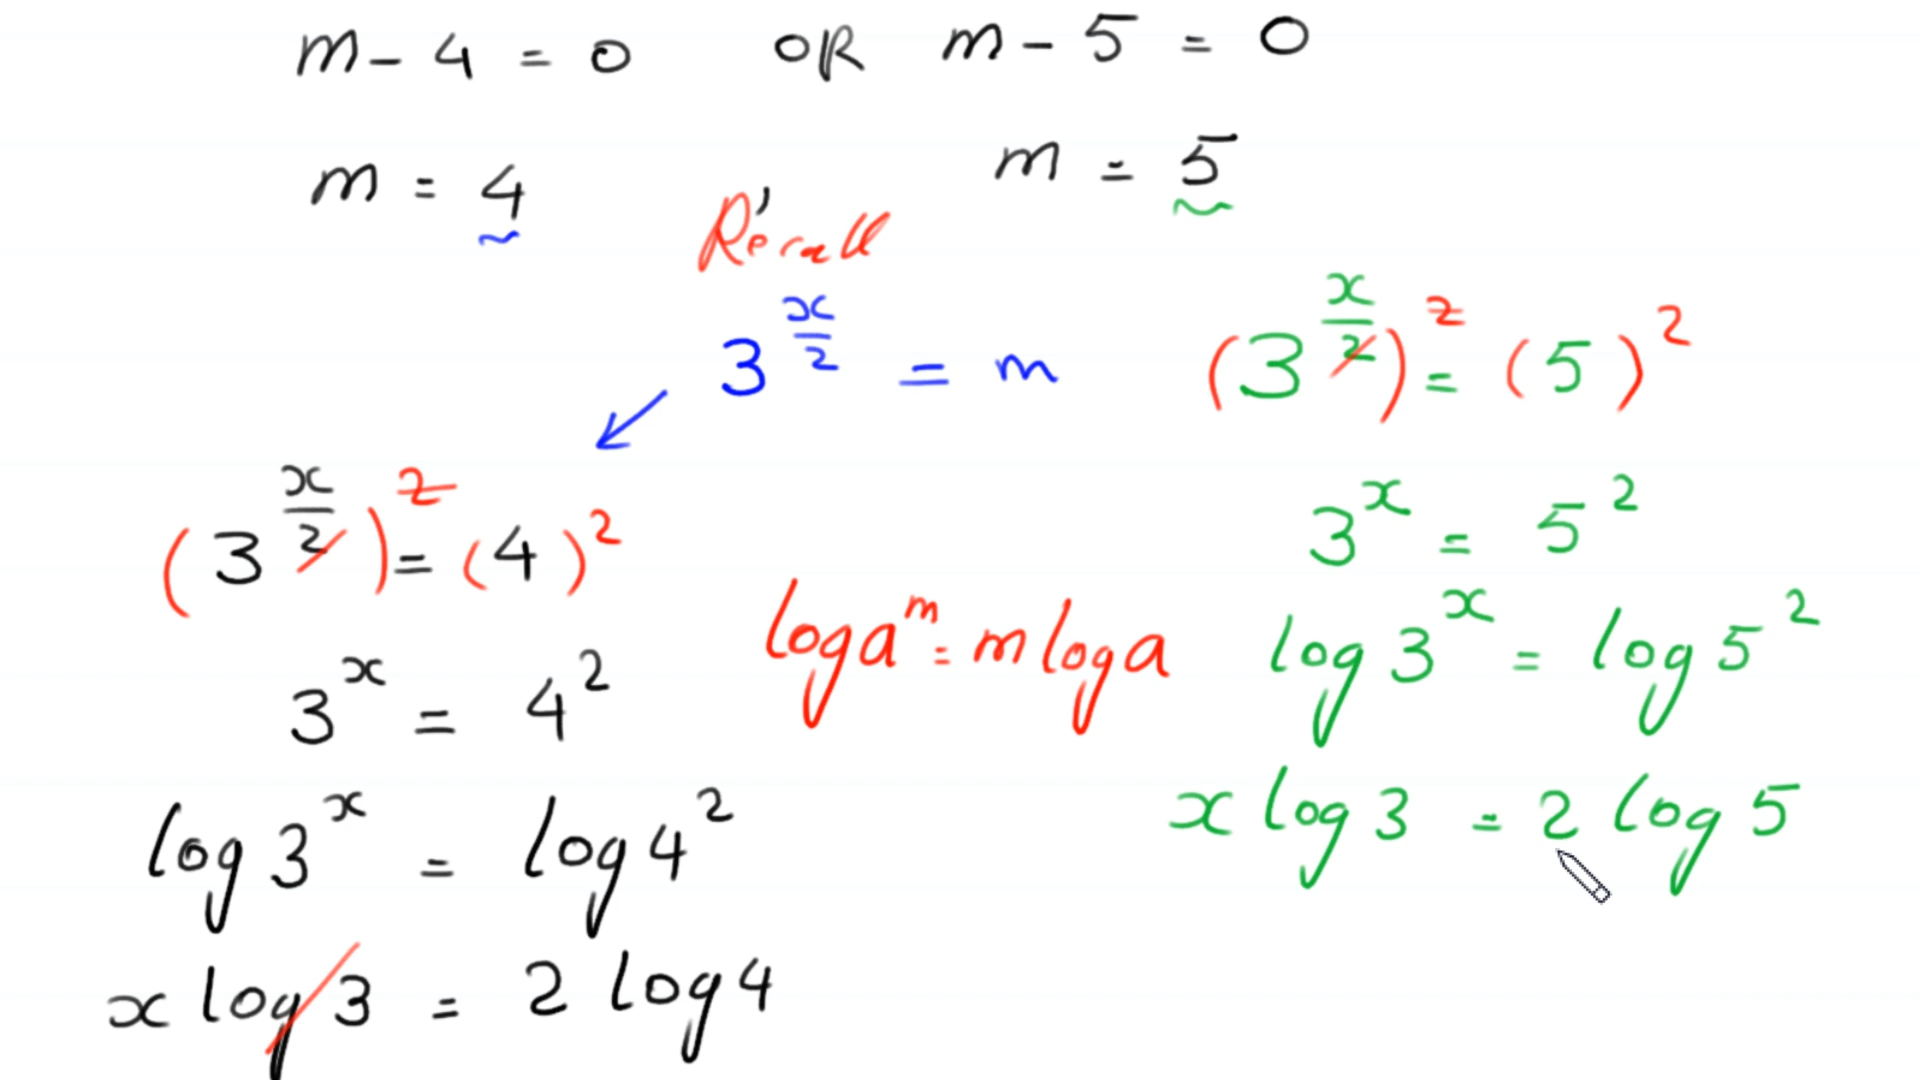 m - 4 = 0 OR m - 5 = 0
m = 4
m = 5
Recall
3^(x/2) = m
(3^(x/2))^2 = (5)^2
(3^(x/2))^2 = (4)^2
3^x = 5^2
log a^m = m log a
log 3^x = log 5^2
3^x = 4^2
x log 3 = 2 log 5
log 3^x = log 4^2
x log 3 = 2 log 4